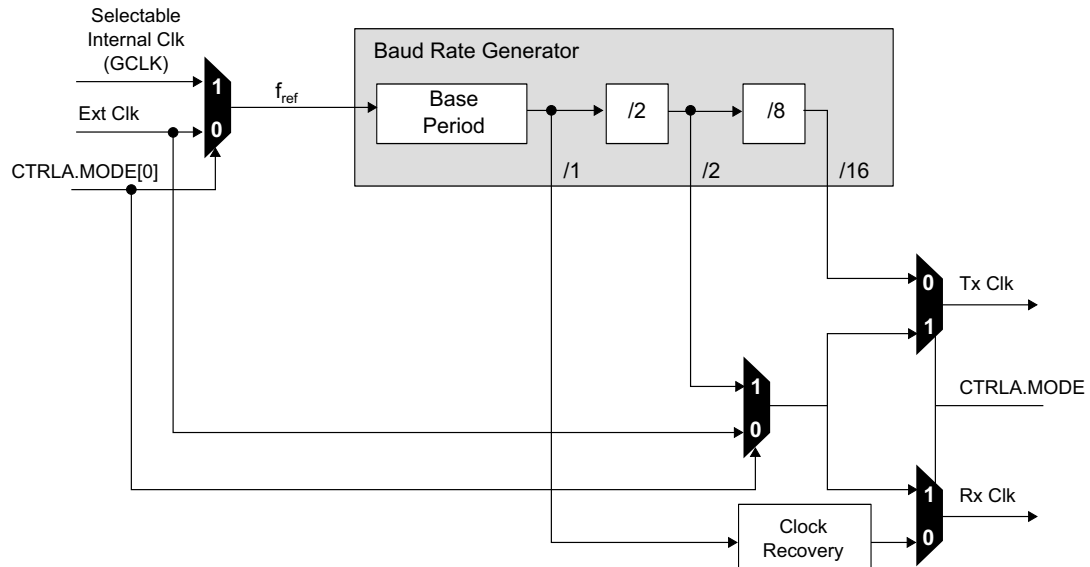 Selectable
Internal Clk
(GCLK)
Baud Rate Generator
1
f_ref
Base
Period
/2
/8
Ext Clk
0
CTRLA.MODE[0]
/1
/2
/16
0
Tx Clk
1
1
CTRLA.MODE
0
1
Rx Clk
Clock
Recovery
0